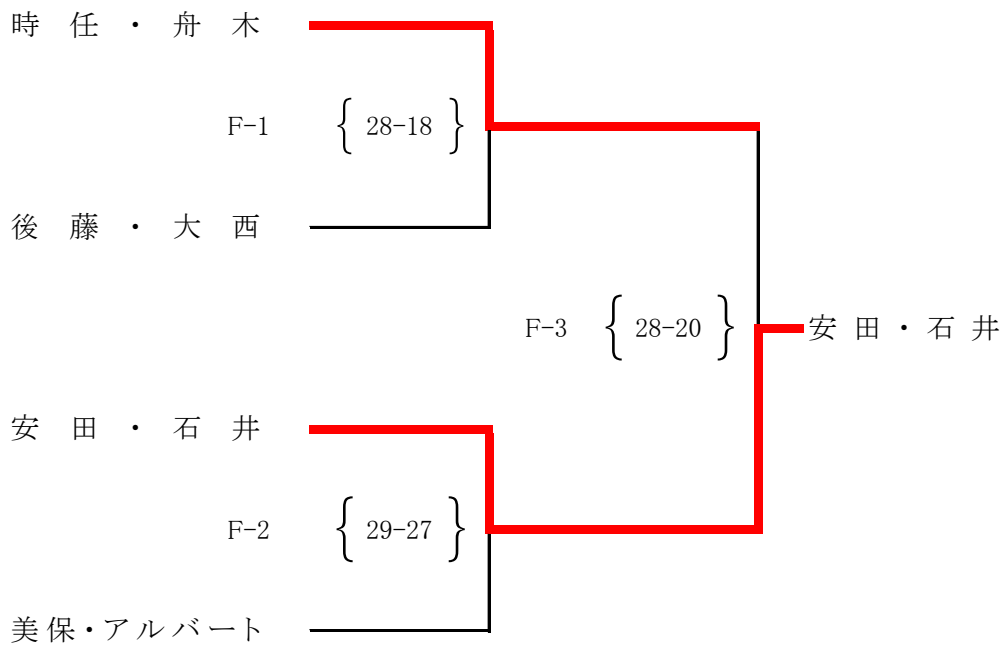 時任・舟木
F-1 { 28-18 }
後藤・大西
F-3 { 28-20 } 安田・石井
安田・石井
F-2 { 29-27 }
美保・アルバート